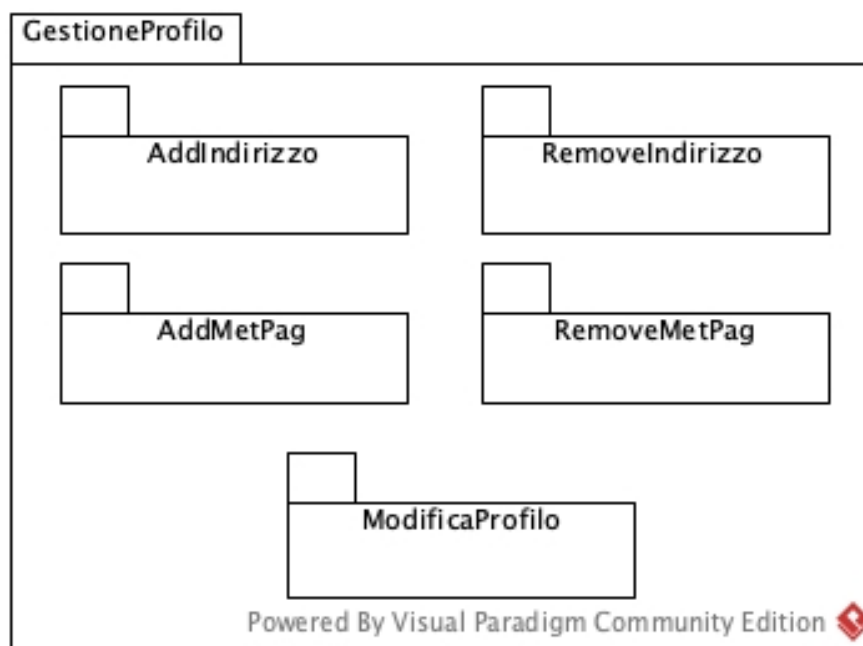 GestioneProfilo
AddIndirizzo
RemoveIndirizzo
AddMetPag
RemoveMetPag
ModificaProfilo
Powered By Visual Paradigm Community Edition